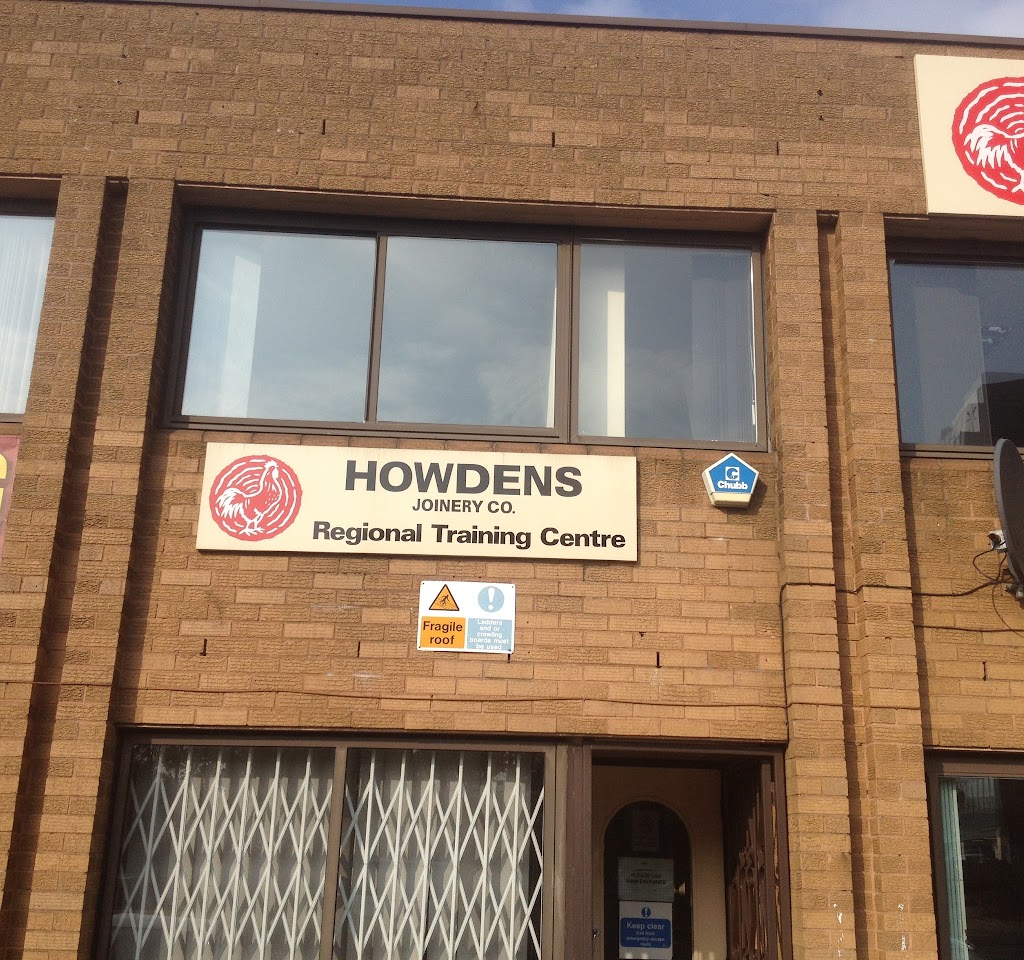 HOWDENS
JOINERY CO.
Regional Training Centre
Chubb
Fragile
roof
Ladders
and or
crawling
boards must
be used
Keep clear